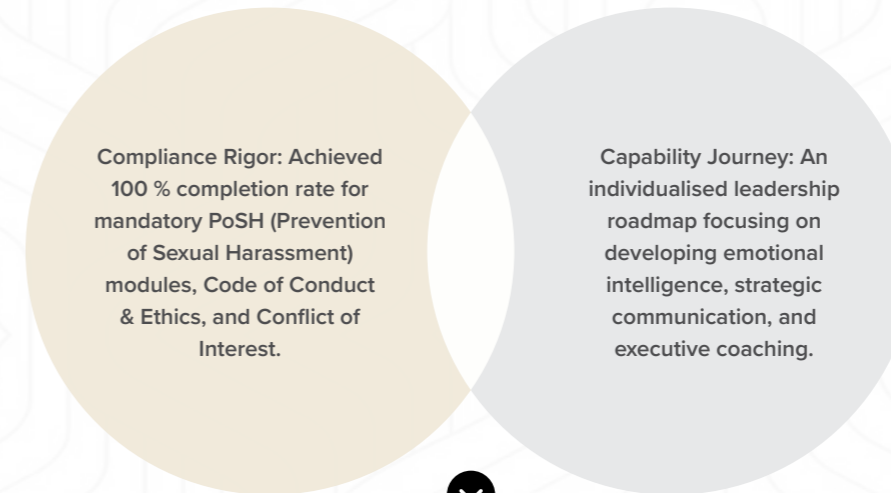 Compliance Rigor: Achieved
100 % completion rate for
mandatory PoSH (Prevention
of Sexual Harassment)
modules, Code of Conduct
& Ethics, and Conflict of
Interest.
Capability Journey: An
individualised leadership
roadmap focusing on
developing emotional
intelligence, strategic
communication, and
executive coaching.